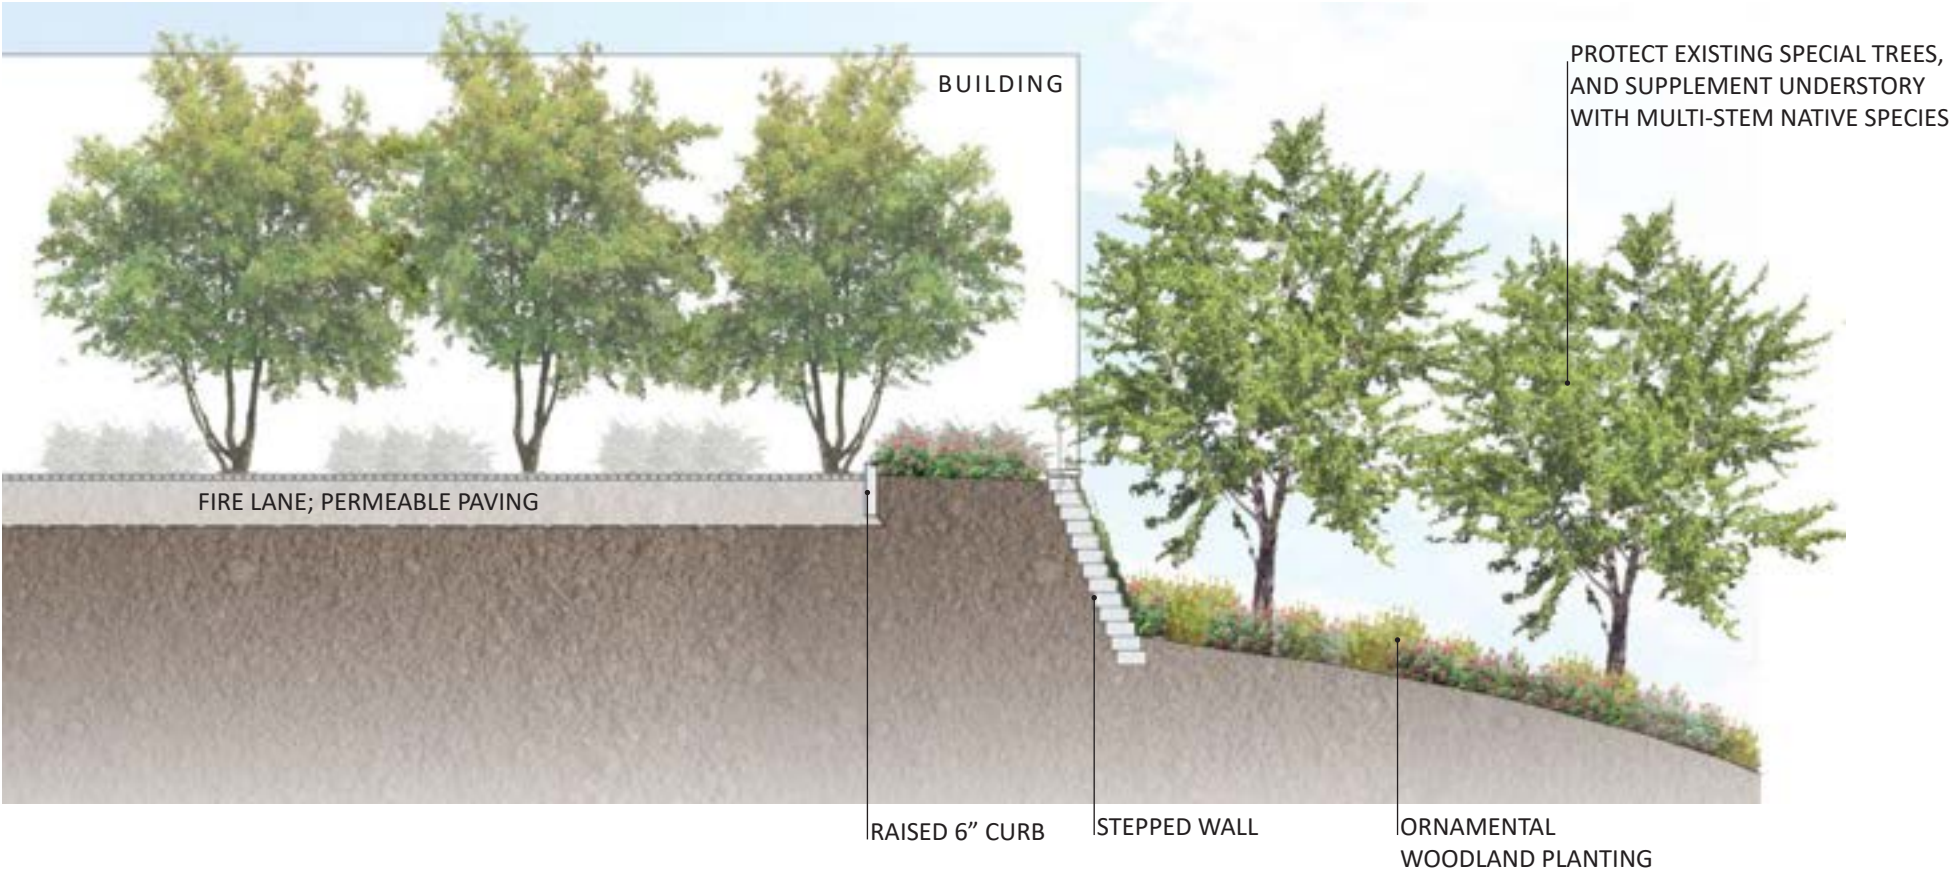 BUILDING
PROTECT EXISTING SPECIAL TREES,
AND SUPPLEMENT UNDERSTORY
WITH MULTI-STEM NATIVE SPECIES
FIRE LANE; PERMEABLE PAVING
RAISED 6” CURB
STEPPED WALL
ORNAMENTAL
WOODLAND PLANTING